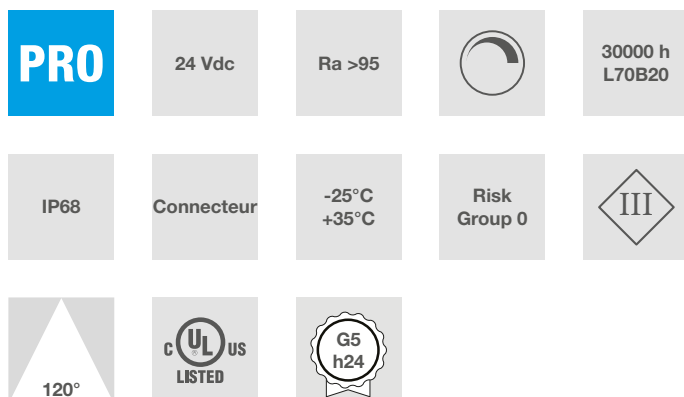 PRO
24 Vdc
Ra >95
30000 h
L70B20
IP68
Connecteur
-25°C
+35°C
Risk
Group 0
III
120°
C UL US
®
LISTED
G5
h24